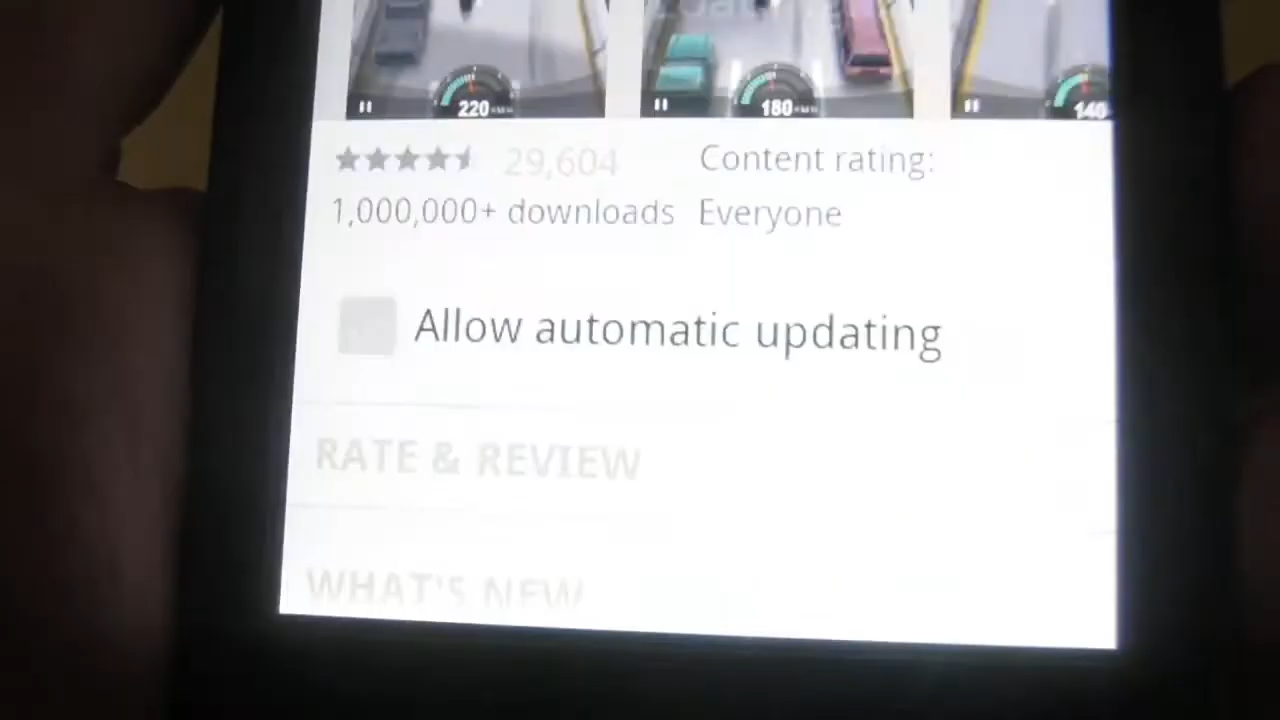 220
180
140
29,604
Content rating:
1,000,000+ downloads
Everyone
Allow automatic updating
RATE & REVIEW
WHAT'S NEW